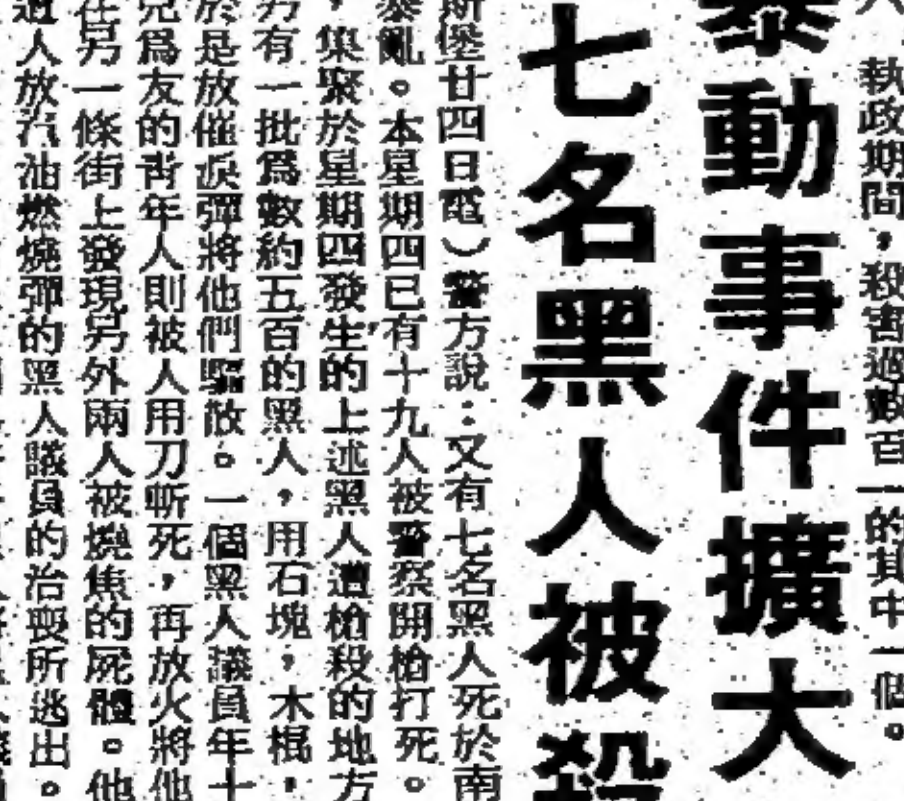 執政期間，殺害過數百一的其中一個。
暴動事件擴大
七名黑人被殺
斯堡廿四日電）警方說：又有七名黑人死於南
暴亂。本星期四已有十九人被警察開槍打死。
，集聚於星期四發生的上述黑人遭槍殺的地方
另有一批爲數約五百的黑人，用石塊，木棍，
於是放催淚彈將他們驅散。一個黑人議員年十
兄爲友的青年人則被人用刀斬死，再放火將他
在另一條街上發現另外兩人被燒焦的屍體。他
遭人放汽油燃燒彈的黑人議員的治喪所逃出。